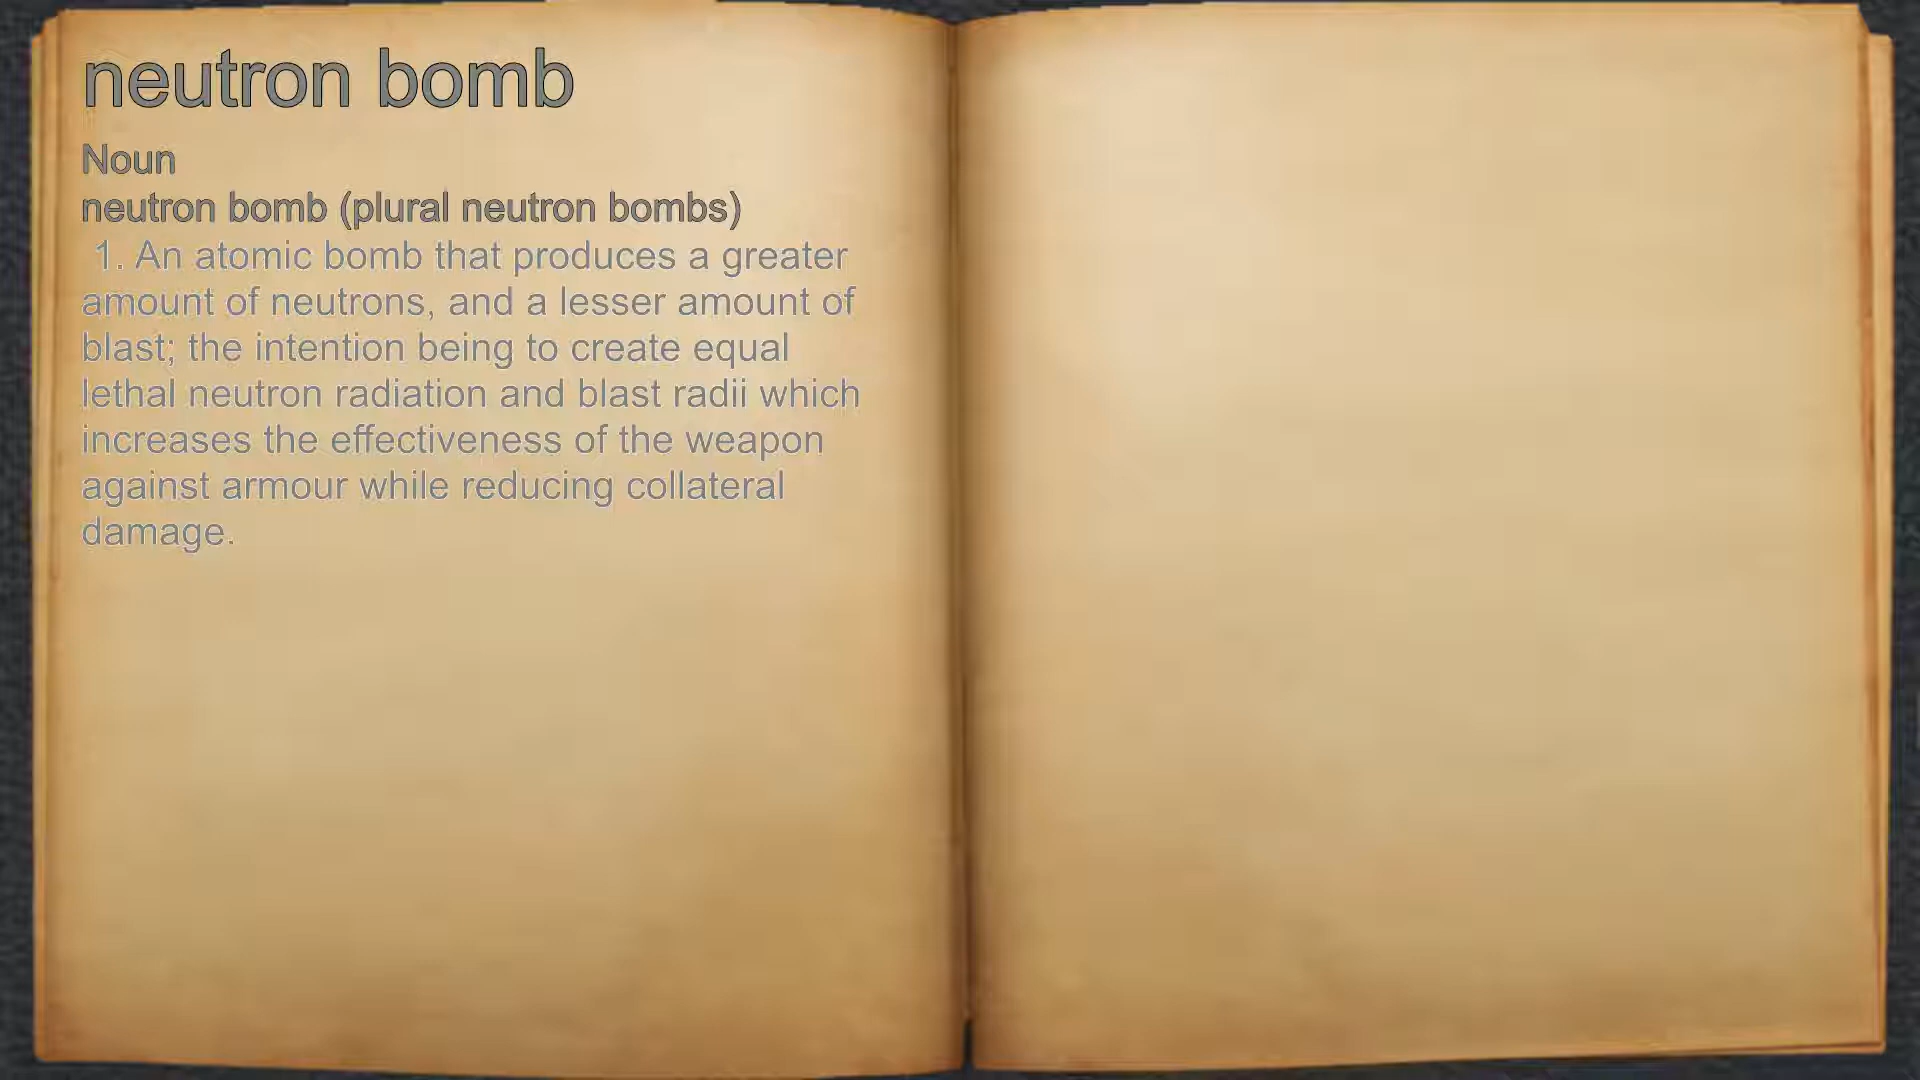 neutron bomb
Noun
neutron bomb (plural neutron bombs)
1. An atomic bomb that produces a greater
amount of neutrons, and a lesser amount of
blast; the intention being to create equal
lethal neutron radiation and blast radii which
increases the effectiveness of the weapon
against armour while reducing collateral
damage.